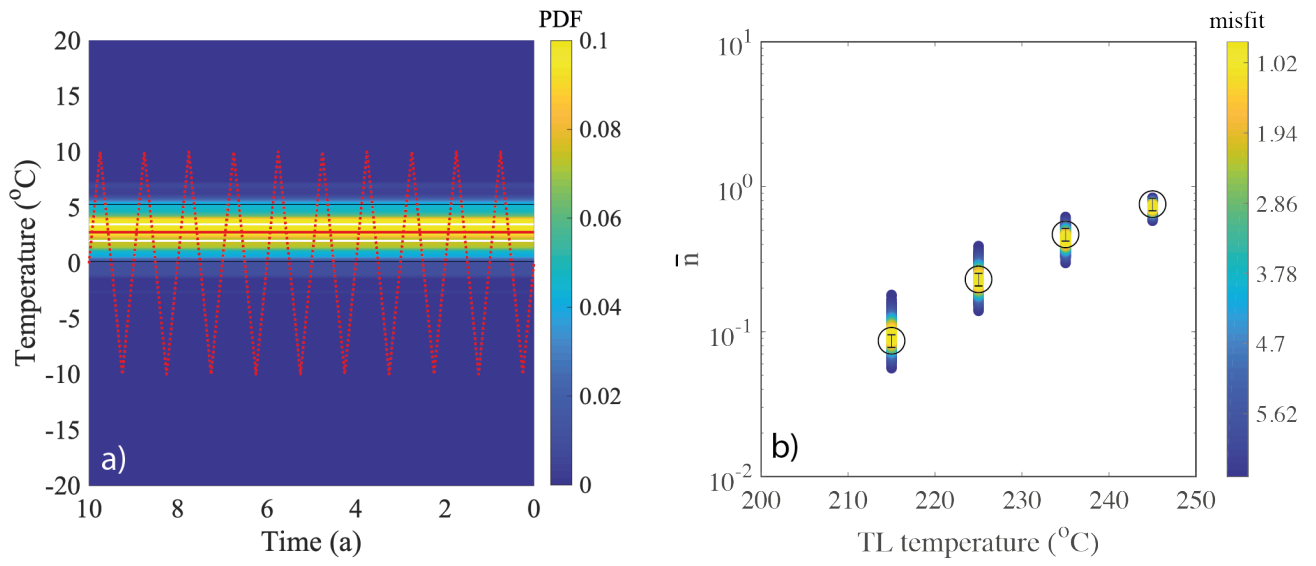 PDF
20
15
10
5
0
-5
-10
-15
-20
Temperature (°C)
a)
10 8 6 4 2 0
Time (a)
0.1
0.08
0.06
0.04
0.02
0
misfit
10¹
10⁰
10⁻¹
10⁻²
n̄
b)
200 210 220 230 240 250
TL temperature (°C)
1.02
1.94
2.86
3.78
4.7
5.62